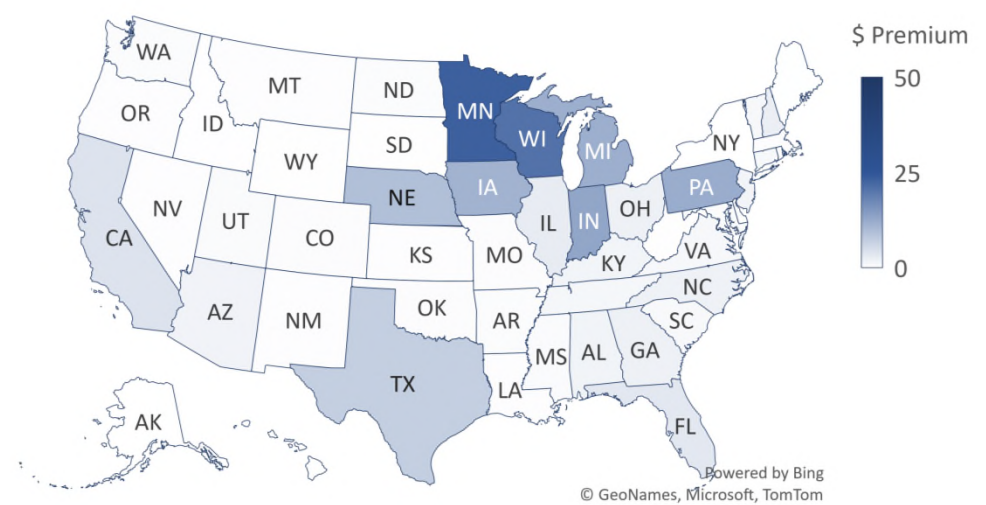 $ Premium
50
25
0
WA
MT
ND
MN
OR
ID
SD
WI
MI
NY
WY
NE
IA
PA
NV
UT
CO
IL
IN
OH
CA
KS
MO
KY
VA
AZ
NM
OK
AR
NC
SC
TX
MS
AL
GA
LA
FL
AK
Powered by Bing
© GeoNames, Microsoft, TomTom